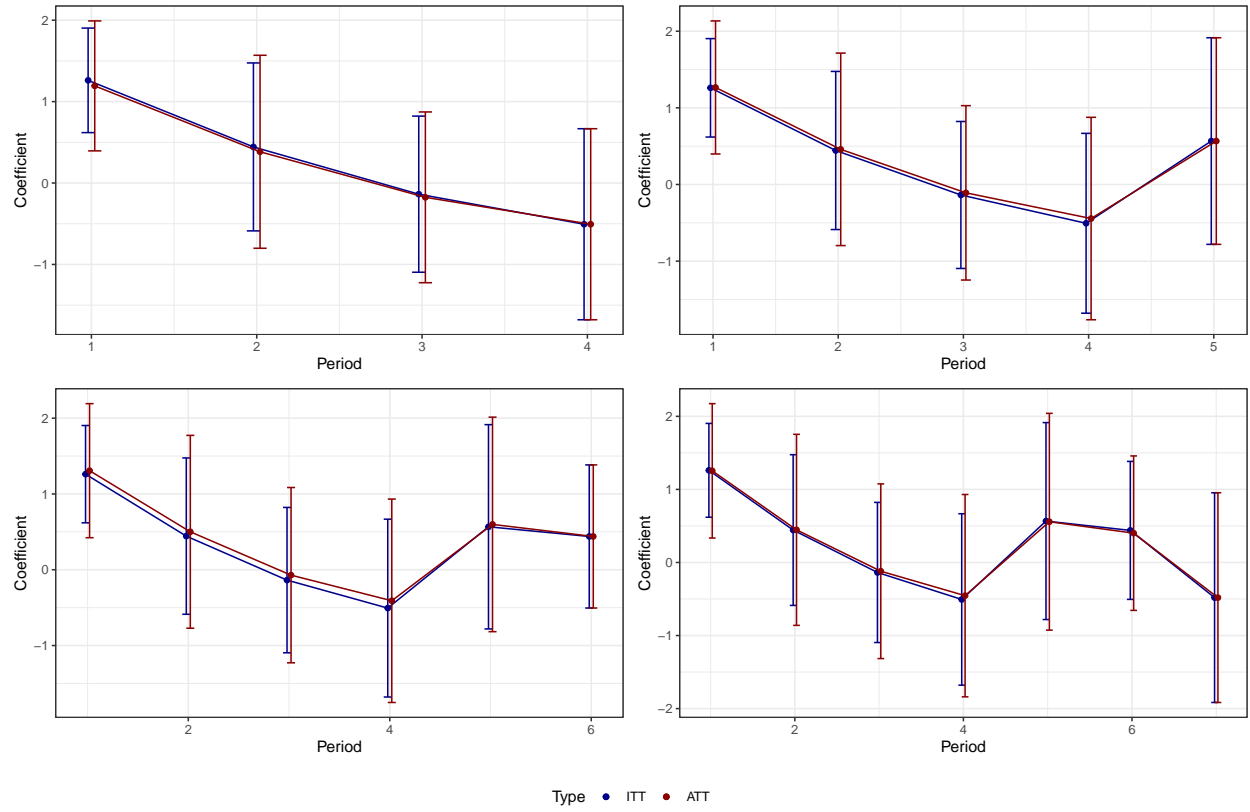 2
1
0
−1
Coefficient
1 2 3 4
Period
2
1
0
−1
Coefficient
1 2 3 4 5
Period
2
1
0
−1
Coefficient
2 4 6
Period
2
1
0
−1
−2
Coefficient
2 4 6
Period
Type ITT ATT